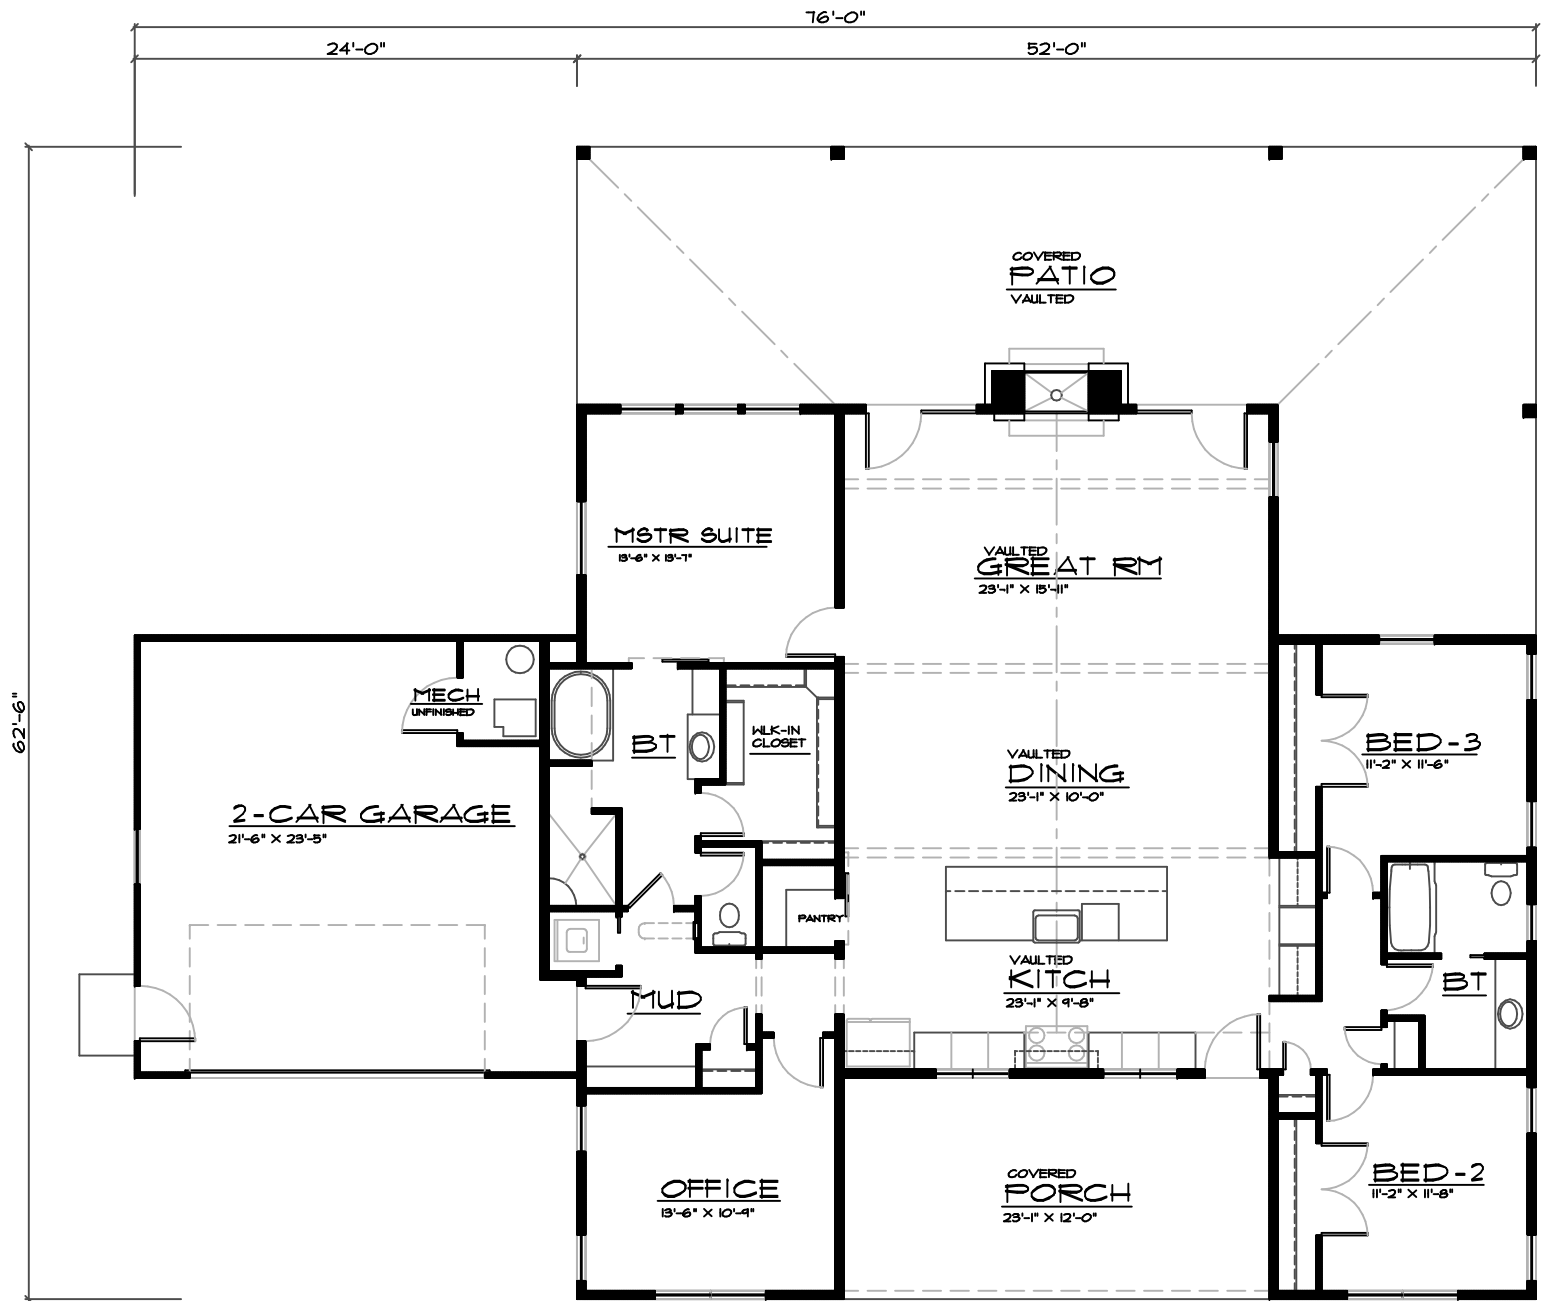 76'-0"
24'-0"
52'-0"
COVERED
PATIO
VAULTED
MSTR SUITE
13'-6" X 13'-7"
VAULTED
GREAT RM
23'-1" X 15'-11"
62'-6"
MECH
UNFINISHED
BT
WLK-IN
CLOSET
VAULTED
DINING
23'-1" X 10'-0"
BED-3
11'-2" X 11'-6"
2-CAR GARAGE
21'-6" X 23'-5"
PANTRY
VAULTED
KITCH
23'-1" X 9'-8"
BT
MUD
OFFICE
13'-6" X 10'-9"
COVERED
PORCH
23'-1" X 12'-0"
BED-2
11'-2" X 11'-8"